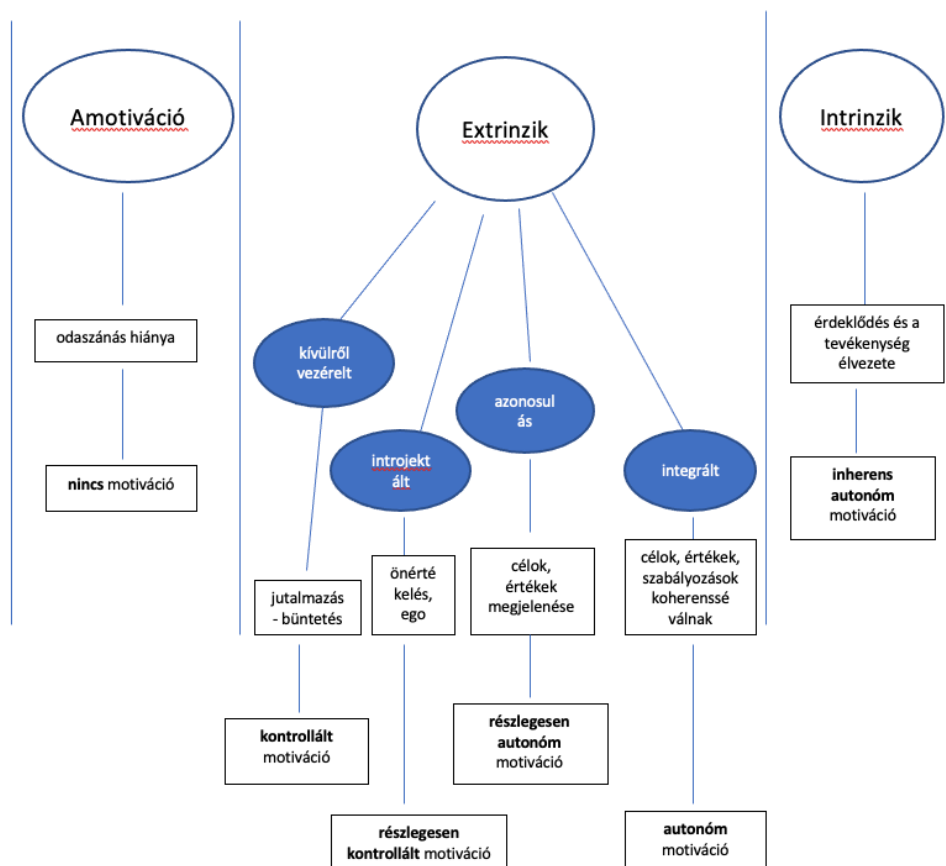 Amotiváció
Extrinzik
Intrinzik
odaszánás hiánya
nincs motiváció
kívülről
vezérelt
jutalmazás
- büntetés
kontrollált
motiváció
introjekt
ált
önérté
kelés,
ego
részlegesen
kontrollált motiváció
azonosul
ás
célok,
értékek
megjelenése
részlegesen
autonóm
motiváció
integrált
célok, értékek,
szabályozások
koherenssé
válnak
autonóm
motiváció
érdeklődés és a
tevékenység
élvezete
inherens
autonóm
motiváció